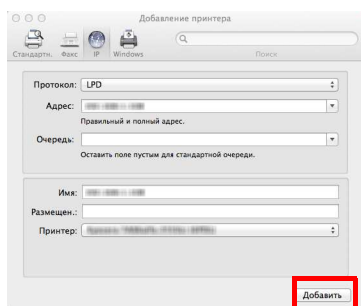 Добавление принтера
Стандартн. Факс IP Windows Поиск
Протокол: LPD
Адрес:
Правильный и полный адрес.
Очередь:
Оставить поле пустым для стандартной очереди.
Имя:
Размещен.:
Принтер:
Добавить